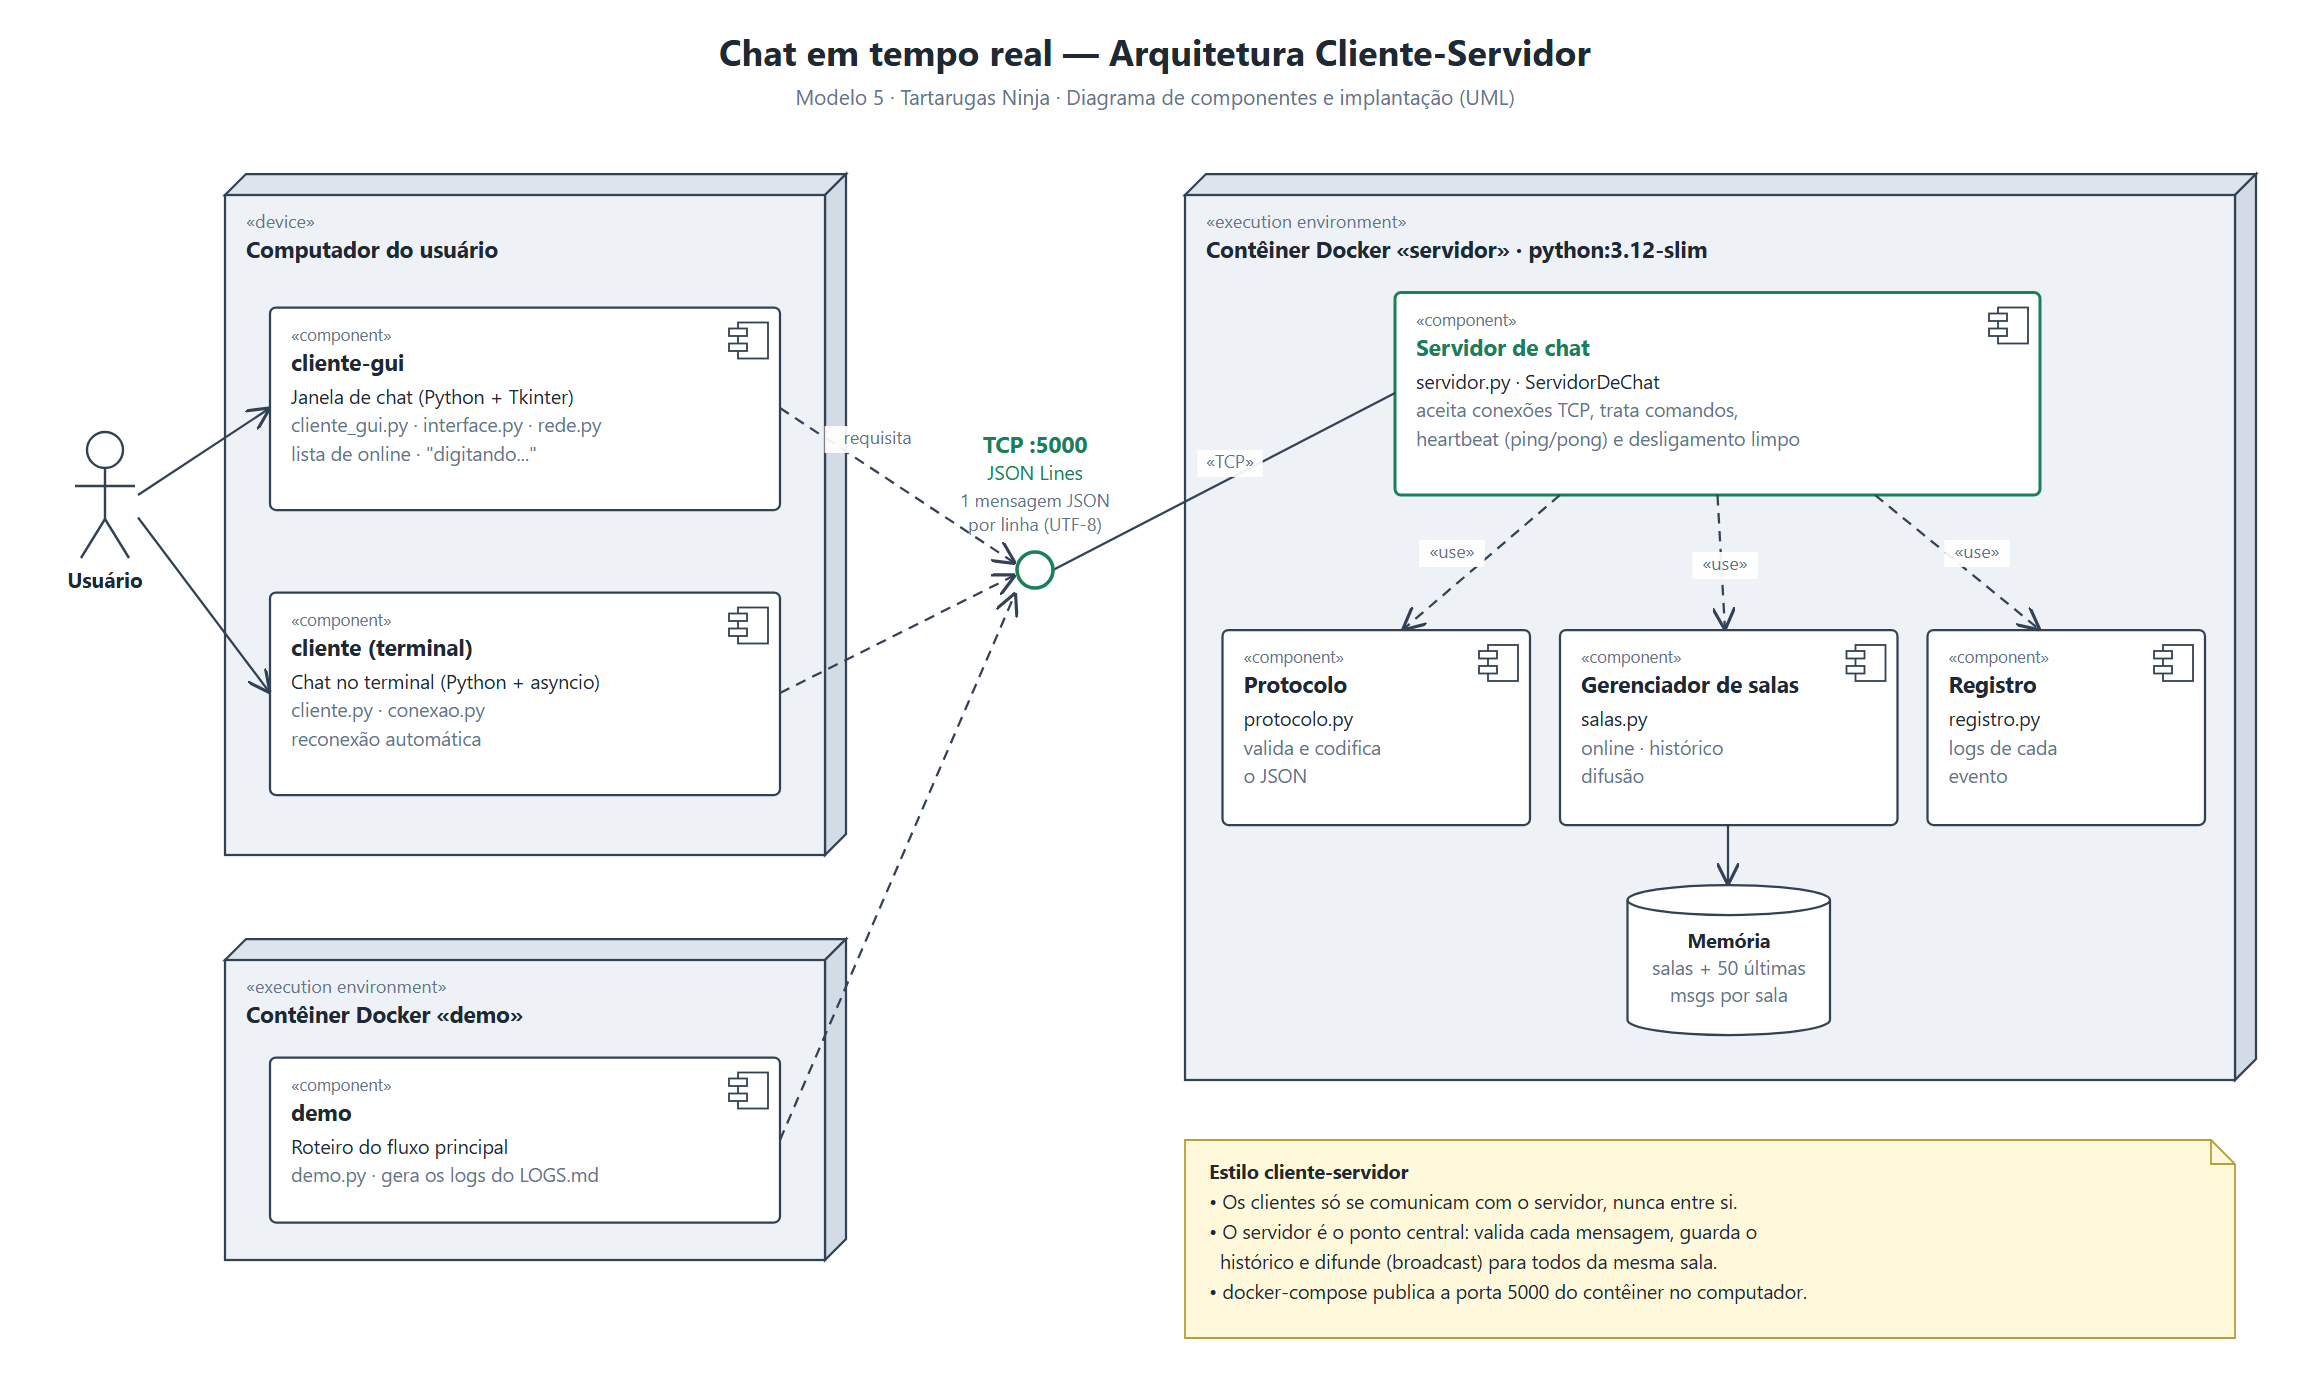 Chat em tempo real — Arquitetura Cliente-Servidor
Modelo 5 · Tartarugas Ninja · Diagrama de componentes e implantação (UML)
«device»
Computador do usuário
«component»
cliente-gui
Janela de chat (Python + Tkinter)
cliente_gui.py · interface.py · rede.py
lista de online · "digitando..."
Usuário
«component»
cliente (terminal)
Chat no terminal (Python + asyncio)
cliente.py · conexao.py
reconexão automática
«execution environment»
Contêiner Docker «demo»
«component»
demo
Roteiro do fluxo principal
demo.py · gera os logs do LOGS.md
requisita
TCP :5000
JSON Lines
1 mensagem JSON
por linha (UTF-8)
«TCP»
«execution environment»
Contêiner Docker «servidor» · python:3.12-slim
«component»
Servidor de chat
servidor.py · ServidorDeChat
aceita conexões TCP, trata comandos,
heartbeat (ping/pong) e desligamento limpo
«use»
«use»
«use»
«component»
Protocolo
protocolo.py
valida e codifica
o JSON
«component»
Gerenciador de salas
salas.py
online · histórico
difusão
«component»
Registro
registro.py
logs de cada
evento
Memória
salas + 50 últimas
msgs por sala
Estilo cliente-servidor
• Os clientes só se comunicam com o servidor, nunca entre si.
• O servidor é o ponto central: valida cada mensagem, guarda o
histórico e difunde (broadcast) para todos da mesma sala.
• docker-compose publica a porta 5000 do contêiner no computador.